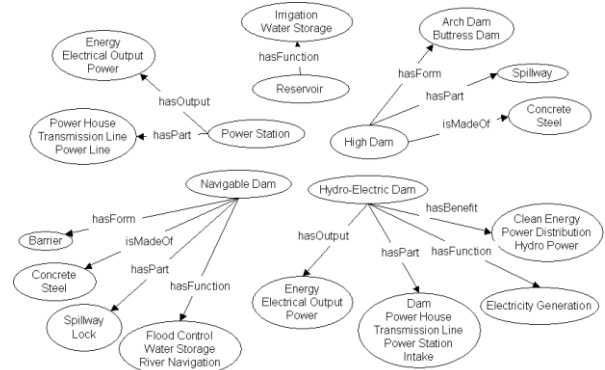 Irrigation
Water Storage
hasFunction
Reservoir
Energy
Electrical Output
Power
hasOutput
Power House
Transmission Line
Power Line
hasPart
Power Station
Arch Dam
Buttress Dam
hasForm
Spillway
hasPart
Concrete
Steel
isMadeOf
High Dam
Navigable Dam
hasForm
Barrier
isMadeOf
Concrete
Steel
hasPart
Spillway
Lock
hasFunction
Flood Control
Water Storage
River Navigation
Hydro-Electric Dam
hasBenefit
Clean Energy
Power Distribution
Hydro Power
hasOutput
Energy
Electrical Output
Power
hasPart
Dam
Power House
Transmission Line
Power Station
Intake
hasFunction
Electricity Generation